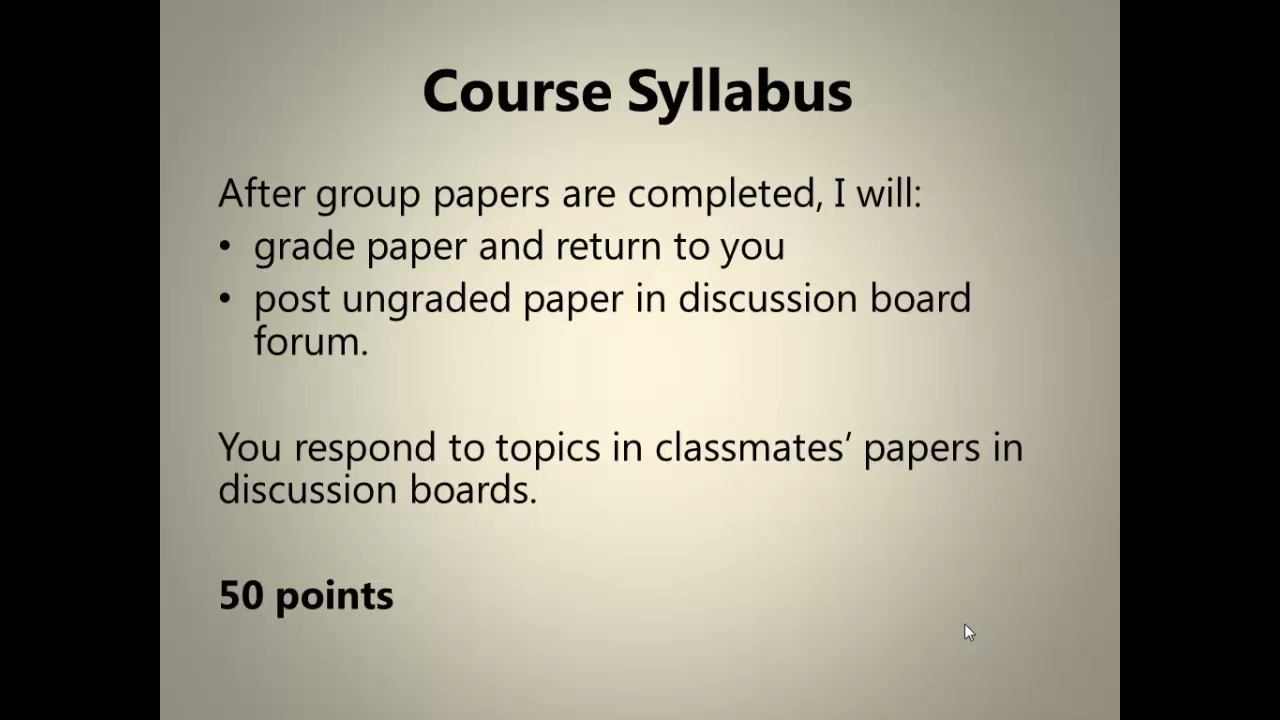 Course Syllabus
After group papers are completed, I will:
• grade paper and return to you
• post ungraded paper in discussion board
forum.
You respond to topics in classmates’ papers in
discussion boards.
50 points